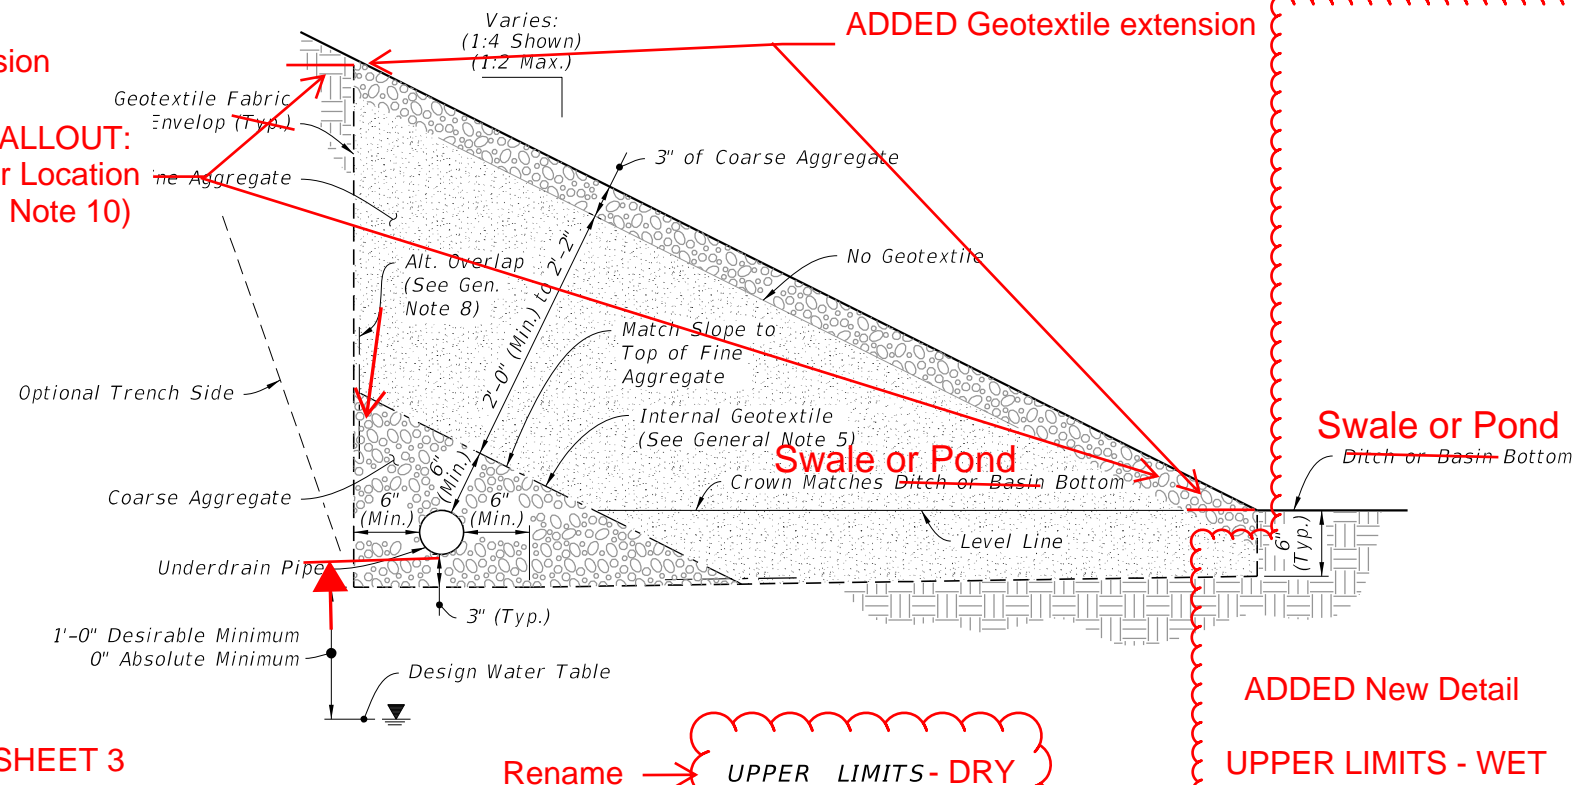 Varies:
(1:4 Shown)
(1:2 Max.)
ADDED Geotextile extension
sion
Geotextile Fabric
Envelop (Typ.)
ALLOUT:
r Location
Note 10)
ne Aggregate
3" of Coarse Aggregate
Alt. Overlap
(See Gen.
Note 8)
No Geotextile
2'-0" (Min.) to 2'-2"
Match Slope to
Top of Fine
Aggregate
Optional Trench Side
Internal Geotextile
(See General Note 5)
Swale or Pond
Crown Matches Ditch or Basin Bottom
Swale or Pond
Ditch or Basin Bottom
6"
(Min.)
Coarse Aggregate
6"
(Min.)
6"
(Min.)
Level Line
6"
(Typ.)
Underdrain Pipe
3" (Typ.)
1'-0" Desirable Minimum
0" Absolute Minimum
Design Water Table
ADDED New Detail
SHEET 3
Rename
UPPER LIMITS - DRY
UPPER LIMITS - WET